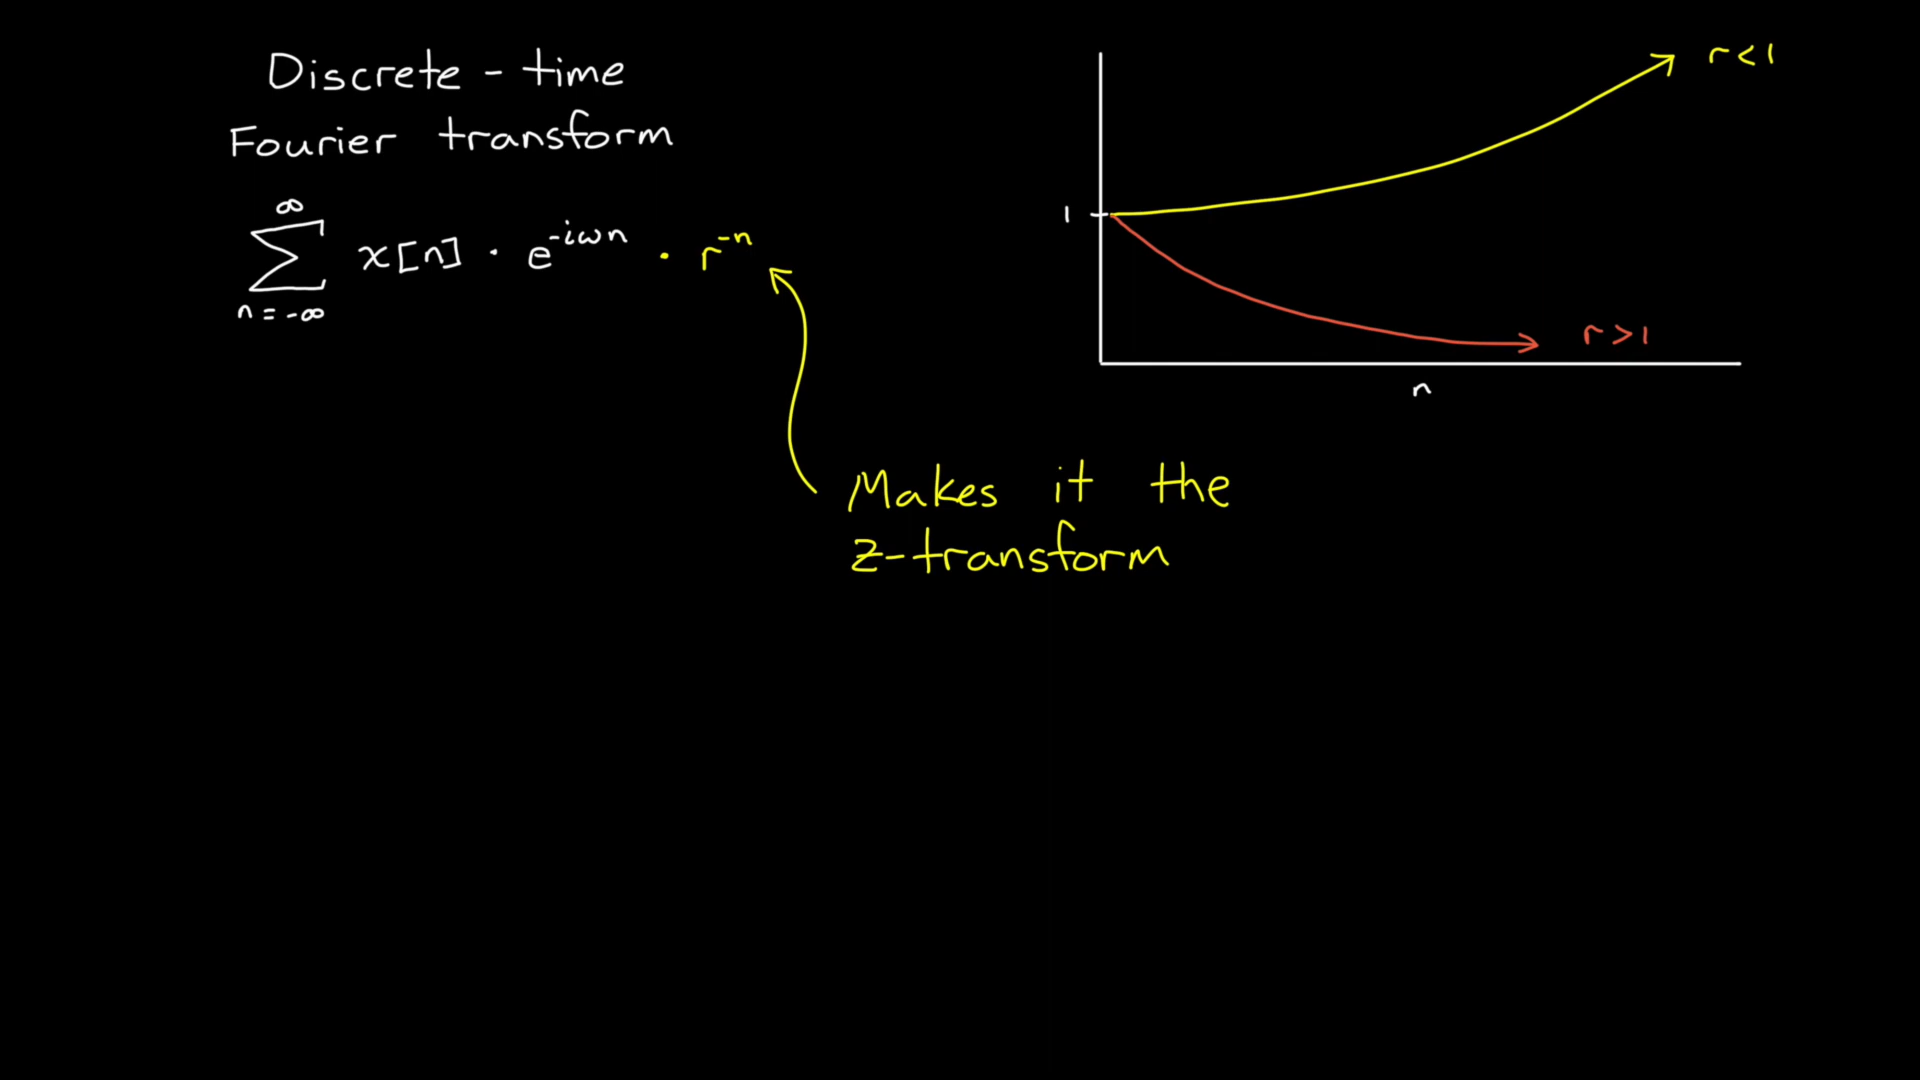 Discrete-time
Fourier transform
∞
∑ x[n] · e^{-iωn} · r^{-n}
n = -∞
r < 1
1
r > 1
n
Makes it the
z-transform